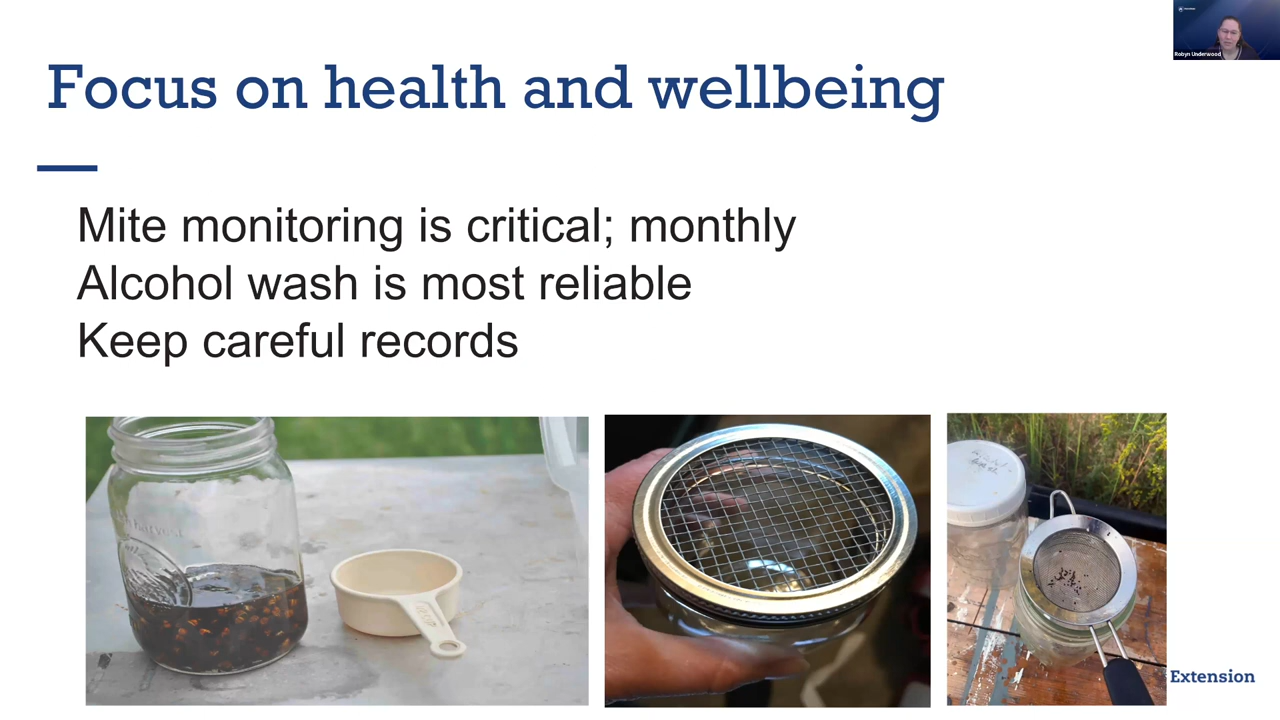 Robyn Underwood
Focus on health and wellbeing
Mite monitoring is critical; monthly
Alcohol wash is most reliable
Keep careful records
Extension